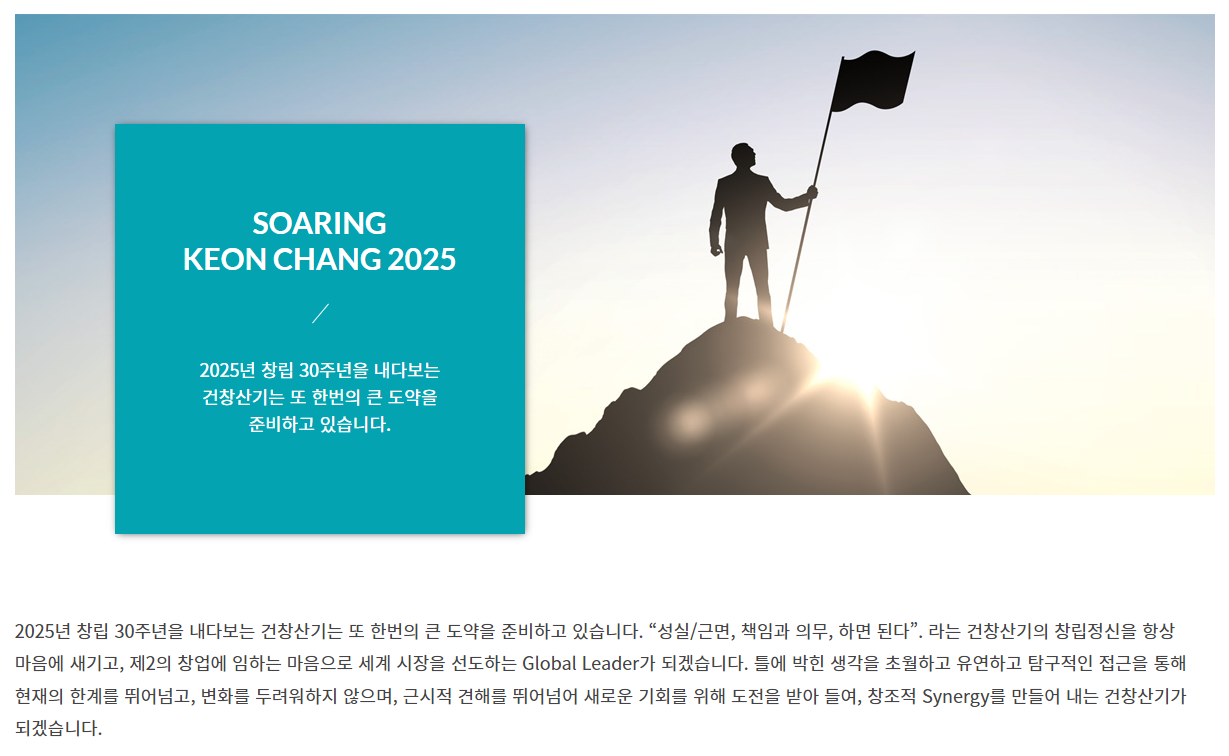 SOARING
KEON CHANG 2025
2025년 창립 30주년을 내다보는
건창산기는 또 한번의 큰 도약을
준비하고 있습니다.
2025년 창립 30주년을 내다보는 건창산기는 또 한번의 큰 도약을 준비하고 있습니다. “성실/근면, 책임과 의무, 하면 된다”. 라는 건창산기의 창립정신을 항상
마음에 새기고, 제2의 창업에 임하는 마음으로 세계 시장을 선도하는 Global Leader가 되겠습니다. 틀에 박힌 생각을 초월하고 유연하고 탐구적인 접근을 통해
현재의 한계를 뛰어넘고, 변화를 두려워하지 않으며, 근시적 견해를 뛰어넘어 새로운 기회를 위해 도전을 받아 들여, 창조적 Synergy를 만들어 내는 건창산기가
되겠습니다.